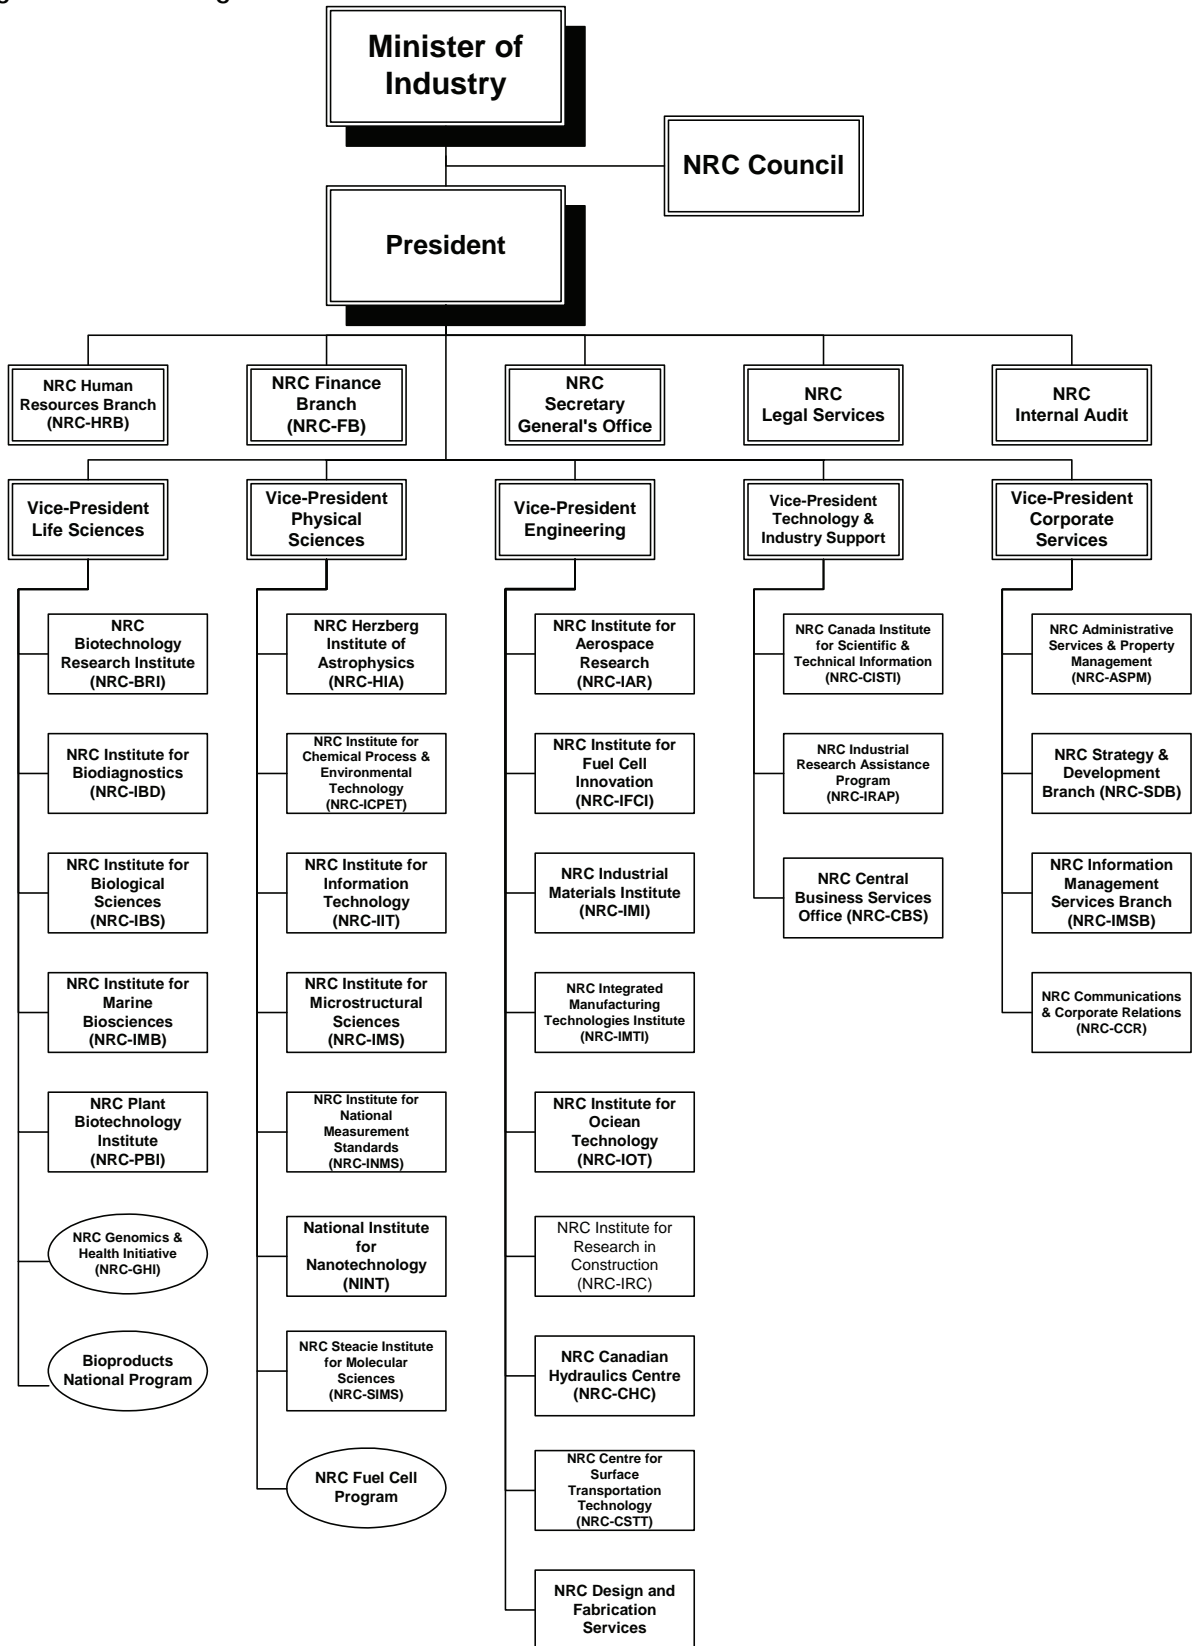 Minister of
Industry
NRC Council
President
NRC Human
Resources Branch
(NRC-HRB)
NRC Finance
Branch
(NRC-FB)
NRC
Secretary
General's Office
NRC
Legal Services
NRC
Internal Audit
Vice-President
Life Sciences
Vice-President
Physical
Sciences
Vice-President
Engineering
Vice-President
Technology &
Industry Support
Vice-President
Corporate
Services
NRC
Biotechnology
Research Institute
(NRC-BRI)
NRC Herzberg
Institute of
Astrophysics
(NRC-HIA)
NRC Institute for
Aerospace
Research
(NRC-IAR)
NRC Canada Institute
for Scientific &
Technical Information
(NRC-CISTI)
NRC Administrative
Services & Property
Management
(NRC-ASPM)
NRC Institute for
Biodiagnostics
(NRC-IBD)
NRC Institute for
Chemical Process &
Environmental
Technology
(NRC-ICPET)
NRC Institute for
Fuel Cell
Innovation
(NRC-IFCI)
NRC Industrial
Research Assistance
Program
(NRC-IRAP)
NRC Strategy &
Development
Branch (NRC-SDB)
NRC Institute for
Biological
Sciences
(NRC-IBS)
NRC Institute for
Information
Technology
(NRC-IIT)
NRC Industrial
Materials Institute
(NRC-IMI)
NRC Central
Business Services
Office (NRC-CBS)
NRC Information
Management
Services Branch
(NRC-IMSB)
NRC Institute for
Marine
Biosciences
(NRC-IMB)
NRC Institute for
Microstructural
Sciences
(NRC-IMS)
NRC Integrated
Manufacturing
Technologies Institute
(NRC-IMTI)
NRC Communications
& Corporate Relations
(NRC-CCR)
NRC Plant
Biotechnology
Institute
(NRC-PBI)
NRC Institute for
National
Measurement
Standards
(NRC-INMS)
NRC Institute for
Ociean
Technology
(NRC-IOT)
NRC Genomics &
Health Initiative
(NRC-GHI)
National Institute
for
Nanotechnology
(NINT)
NRC Institute for
Research in
Construction
(NRC-IRC)
Bioproducts
National Program
NRC Steacie Institute
for Molecular
Sciences
(NRC-SIMS)
NRC Canadian
Hydraulics Centre
(NRC-CHC)
NRC Fuel Cell
Program
NRC Centre for
Surface
Transportation
Technology
(NRC-CSTT)
NRC Design and
Fabrication
Services